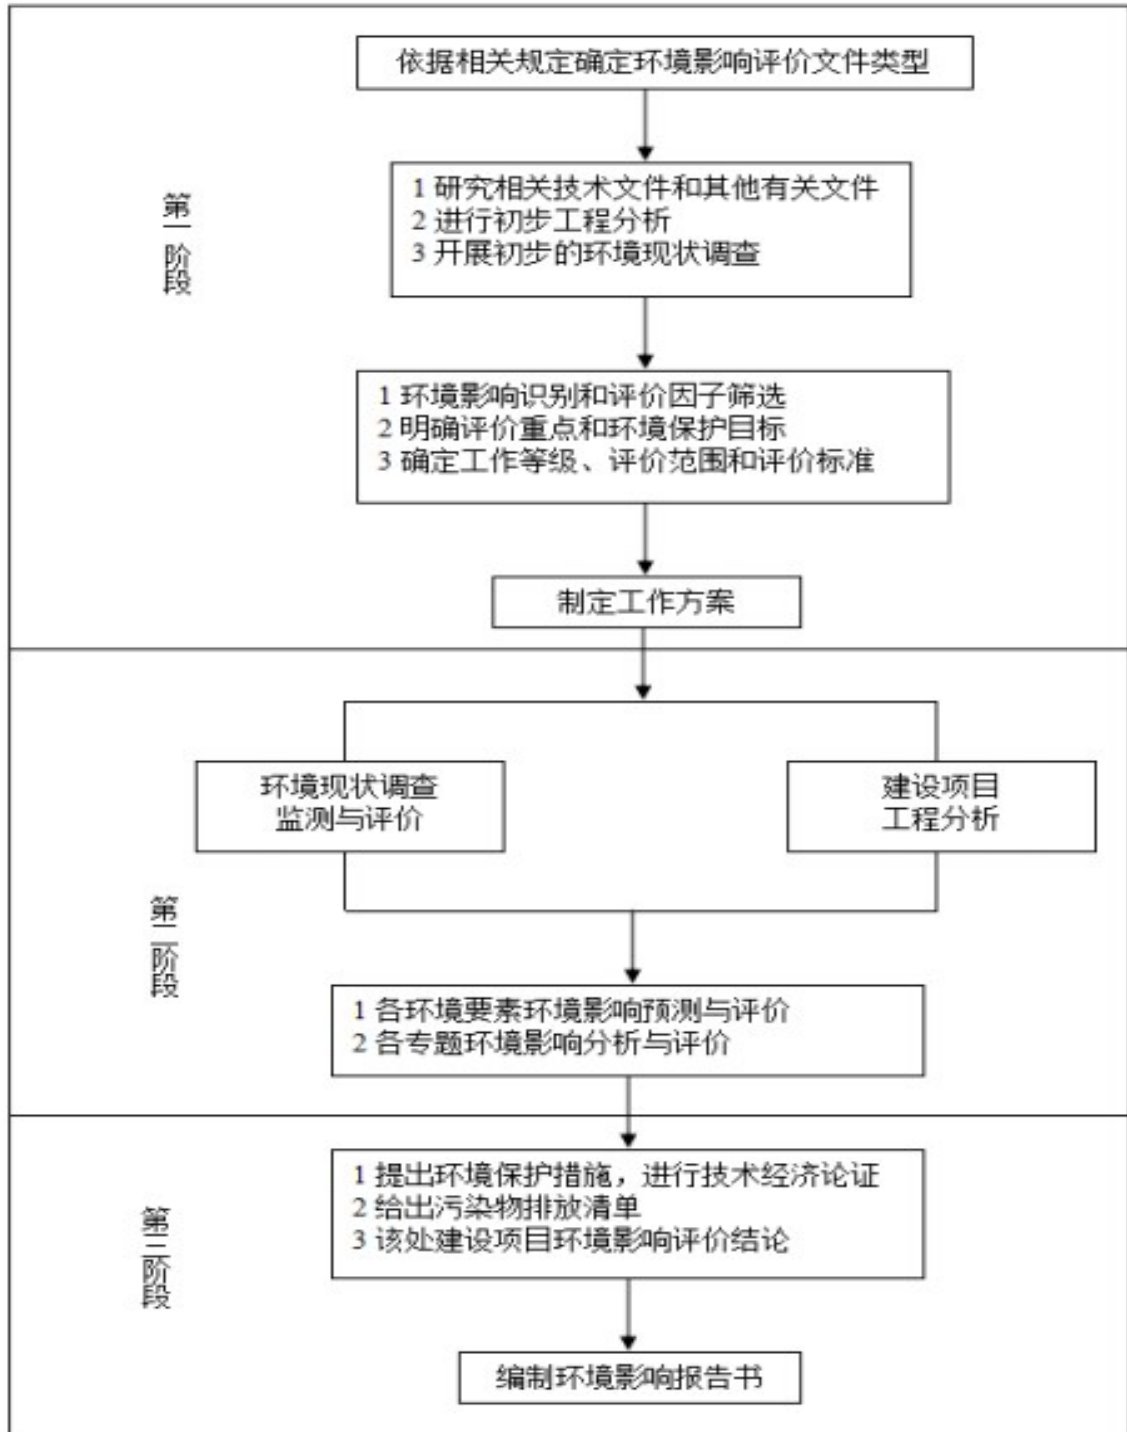 依据相关规定确定环境影响评价文件类型
第一阶段
1 研究相关技术文件和其他有关文件
2 进行初步工程分析
3 开展初步的环境现状调查
1 环境影响识别和评价因子筛选
2 明确评价重点和环境保护目标
3 确定工作等级、评价范围和评价标准
制定工作方案
第二阶段
环境现状调查
监测与评价
建设项目
工程分析
1 各环境要素环境影响预测与评价
2 各专题环境影响分析与评价
第三阶段
1 提出环境保护措施，进行技术经济论证
2 给出污染物排放清单
3 该处建设项目环境影响评价结论
编制环境影响报告书